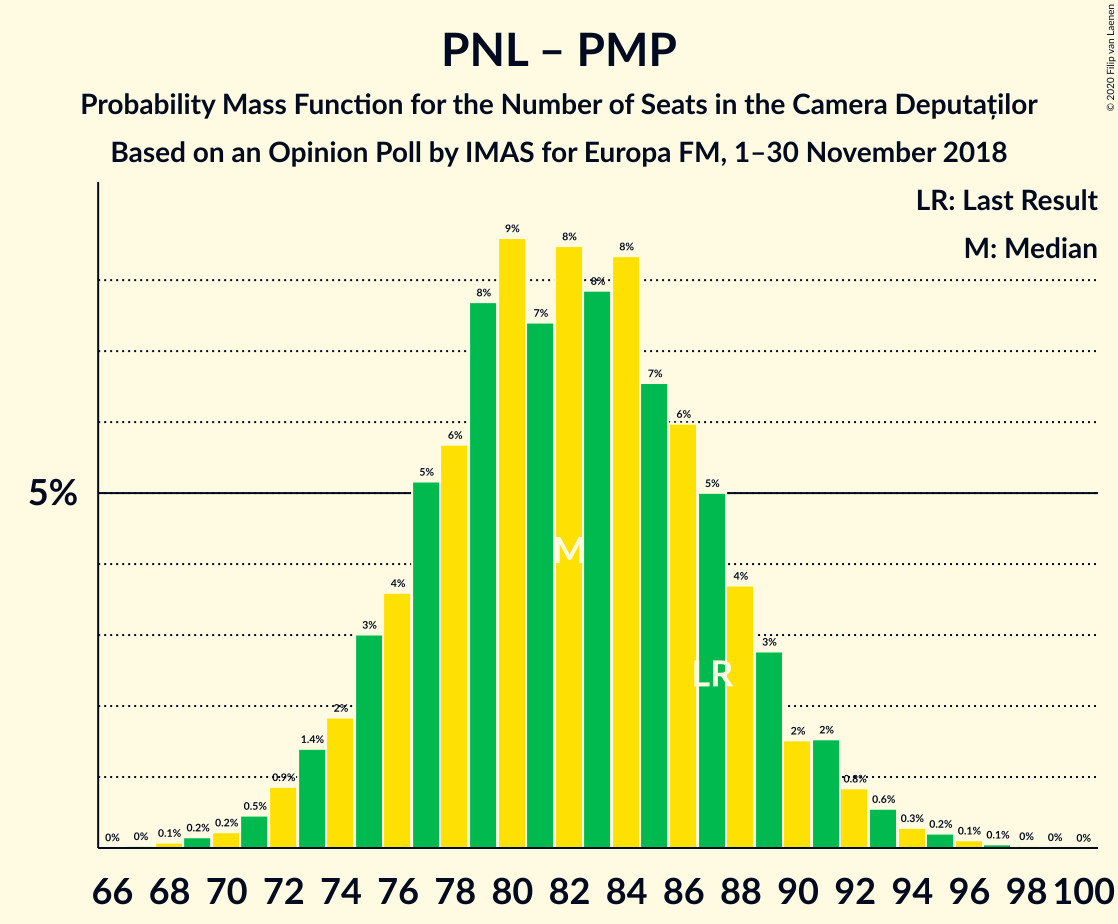 PNL – PMP
Probability Mass Function for the Number of Seats in the Camera Deputaților
Based on an Opinion Poll by IMAS for Europa FM, 1–30 November 2018
© 2020 Filip van Laenen
LR: Last Result
M: Median
5%
0% 0% 0.1% 0.2% 0.2% 0.5% 0.9% 1.4% 2% 3% 4% 5% 6% 8% 9% 7% 8% 8% 8% 7% 6% 5% 4% 3% 2% 2% 0.8% 0.6% 0.3% 0.2% 0.1% 0.1% 0% 0% 0%
M
LR
66 68 70 72 74 76 78 80 82 84 86 88 90 92 94 96 98 100